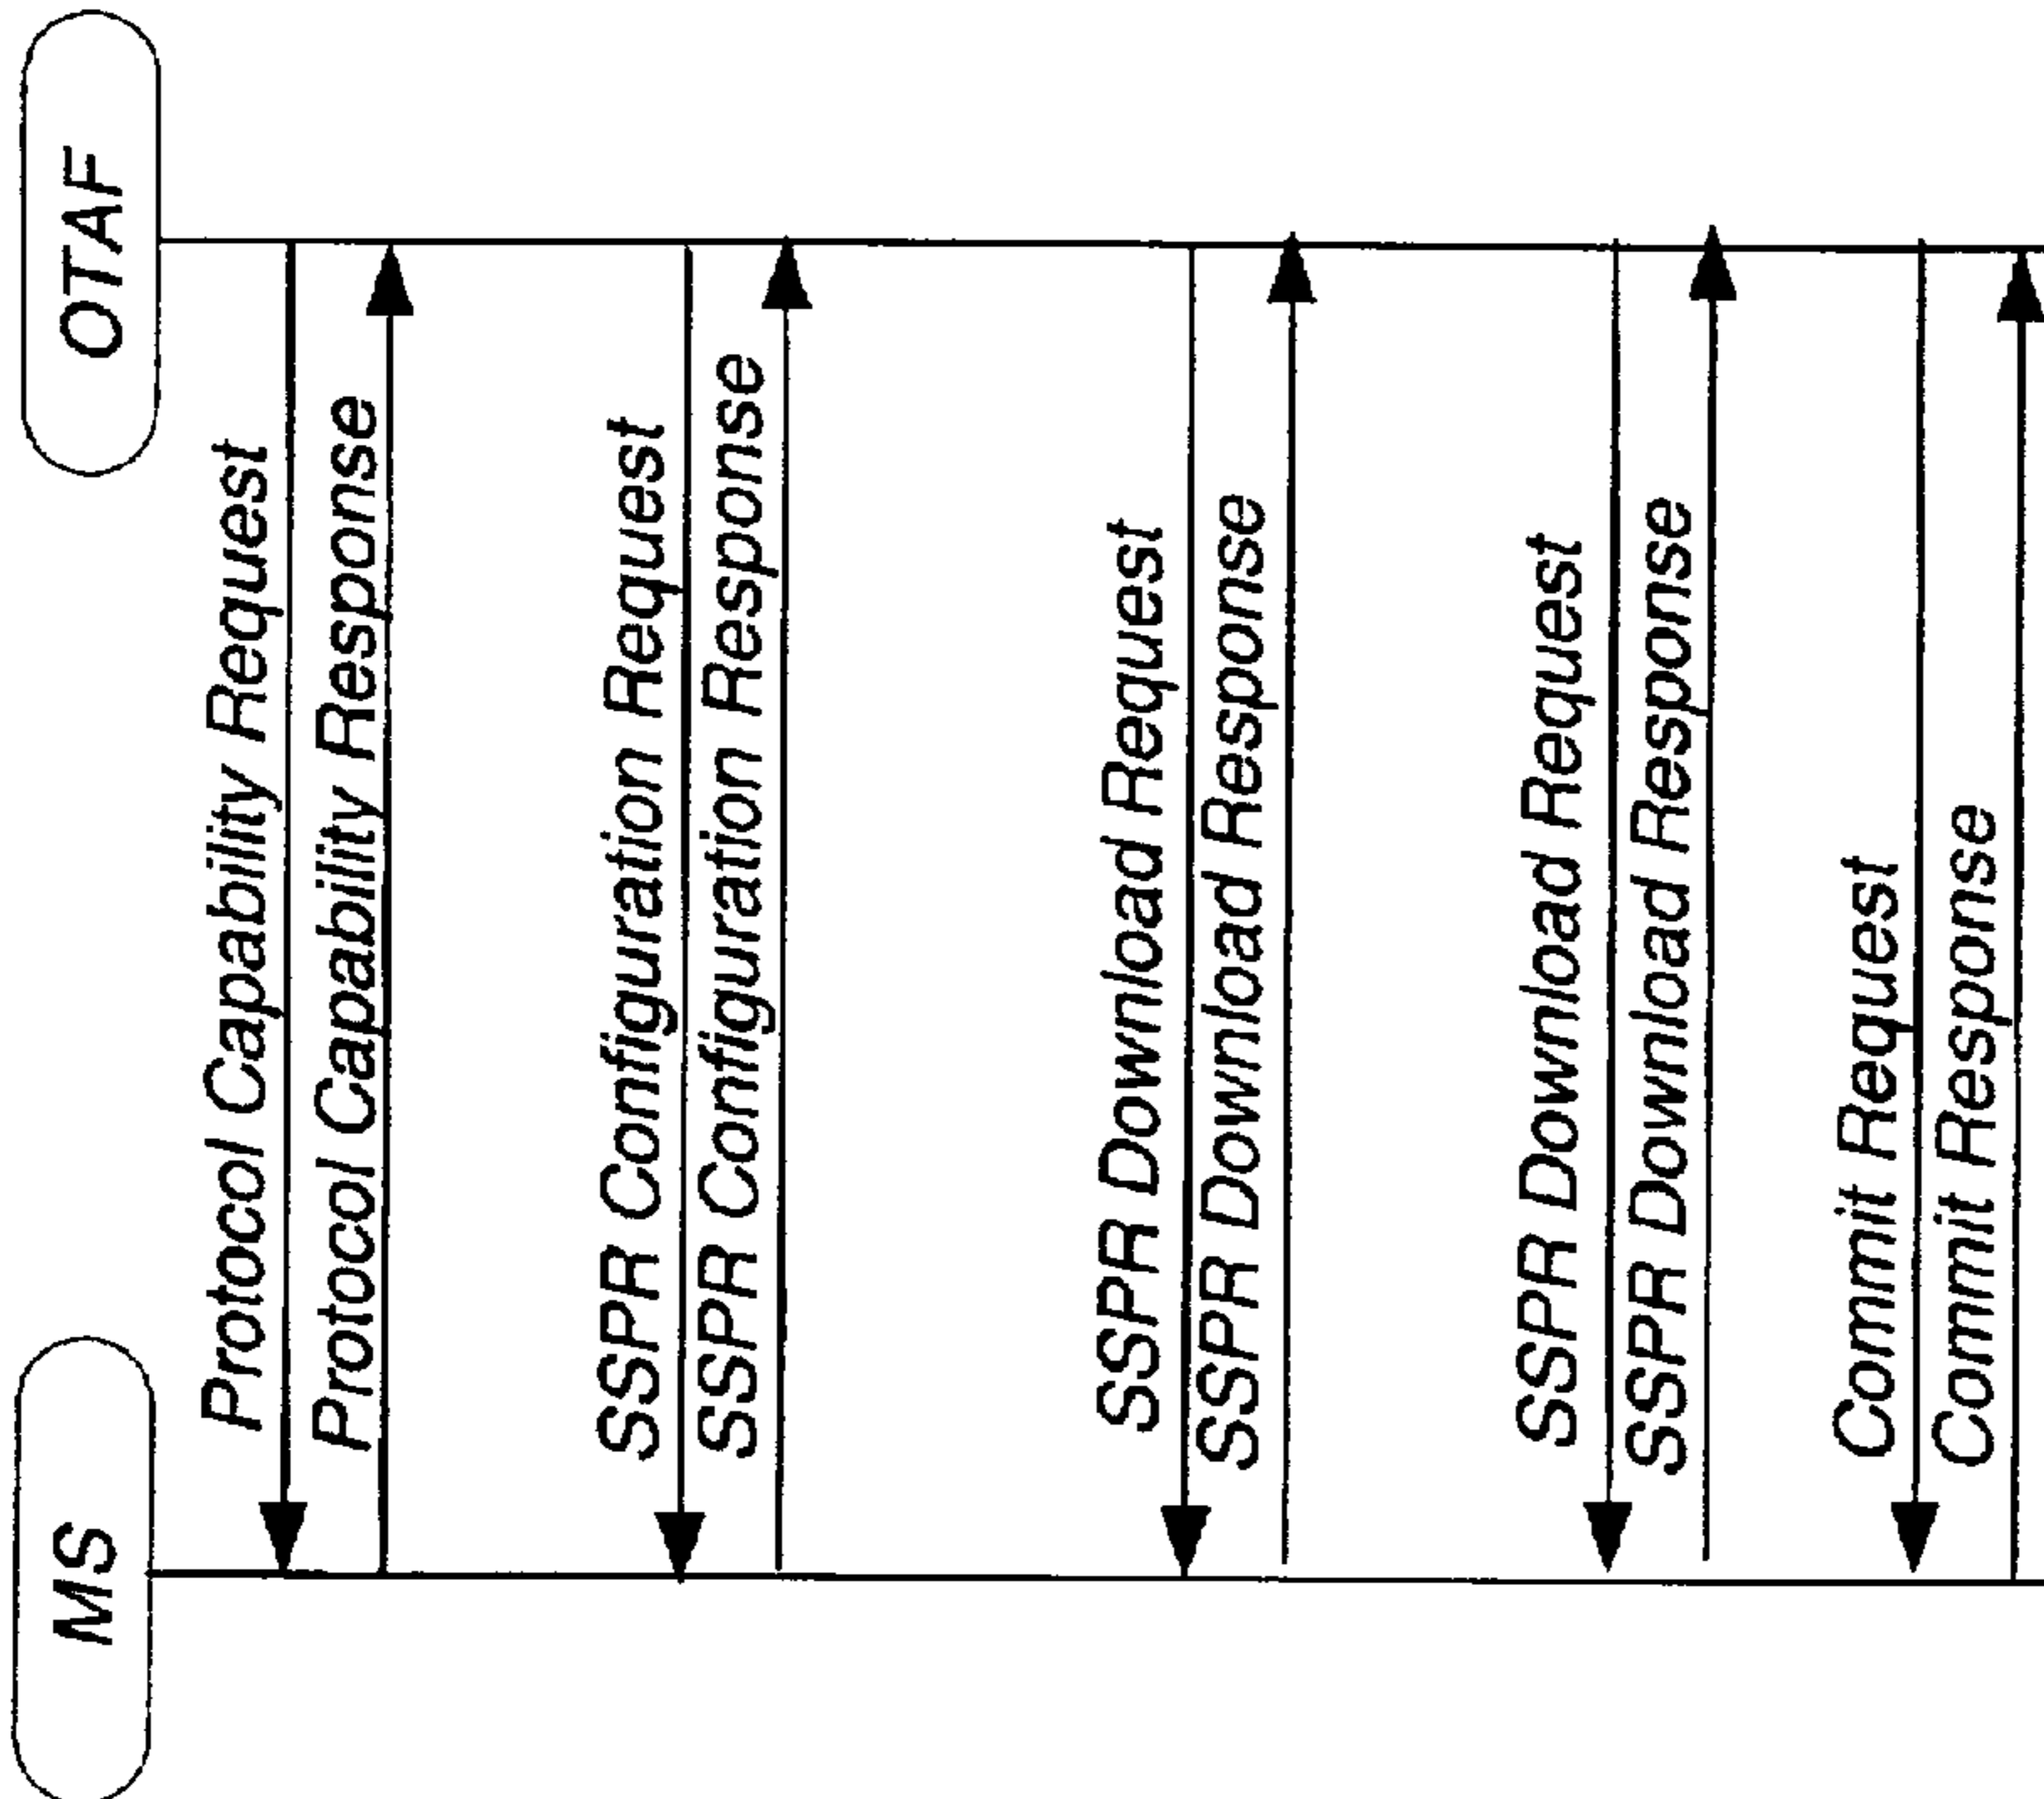 MS
OTAF
Protocol Capability Request
Protocol Capability Response
SSPR Configuration Request
SSPR Configuration Response
SSPR Download Request
SSPR Download Response
SSPR Download Request
SSPR Download Response
Commit Request
Commit Response